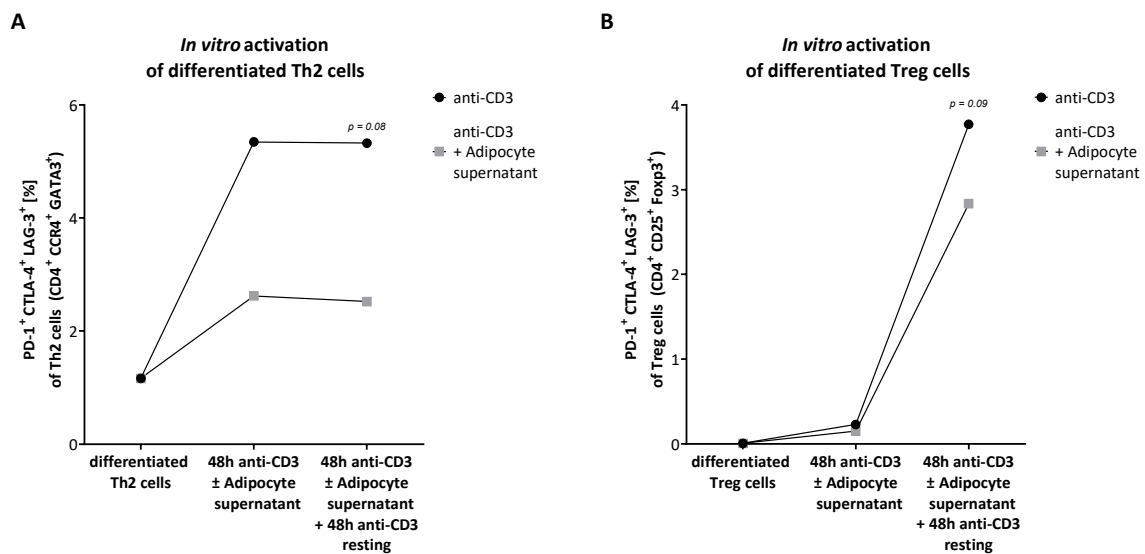 A
In vitro activation
of differentiated Th2 cells
anti-CD3
anti-CD3
+ Adipocyte
supernatant
PD-1⁺ CTLA-4⁺ LAG-3⁺ [%]
of Th2 cells (CD4⁺ CCR4⁺ GATA3⁺)
6
4
2
0
p = 0.08
differentiated
Th2 cells
48h anti-CD3
± Adipocyte
supernatant
48h anti-CD3
± Adipocyte
supernatant
+ 48h anti-CD3
resting
B
In vitro activation
of differentiated Treg cells
anti-CD3
anti-CD3
+ Adipocyte
supernatant
PD-1⁺ CTLA-4⁺ LAG-3⁺ [%]
of Treg cells (CD4⁺ CD25⁺ Foxp3⁺)
4
3
2
1
0
p = 0.09
differentiated
Treg cells
48h anti-CD3
± Adipocyte
supernatant
48h anti-CD3
± Adipocyte
supernatant
+ 48h anti-CD3
resting